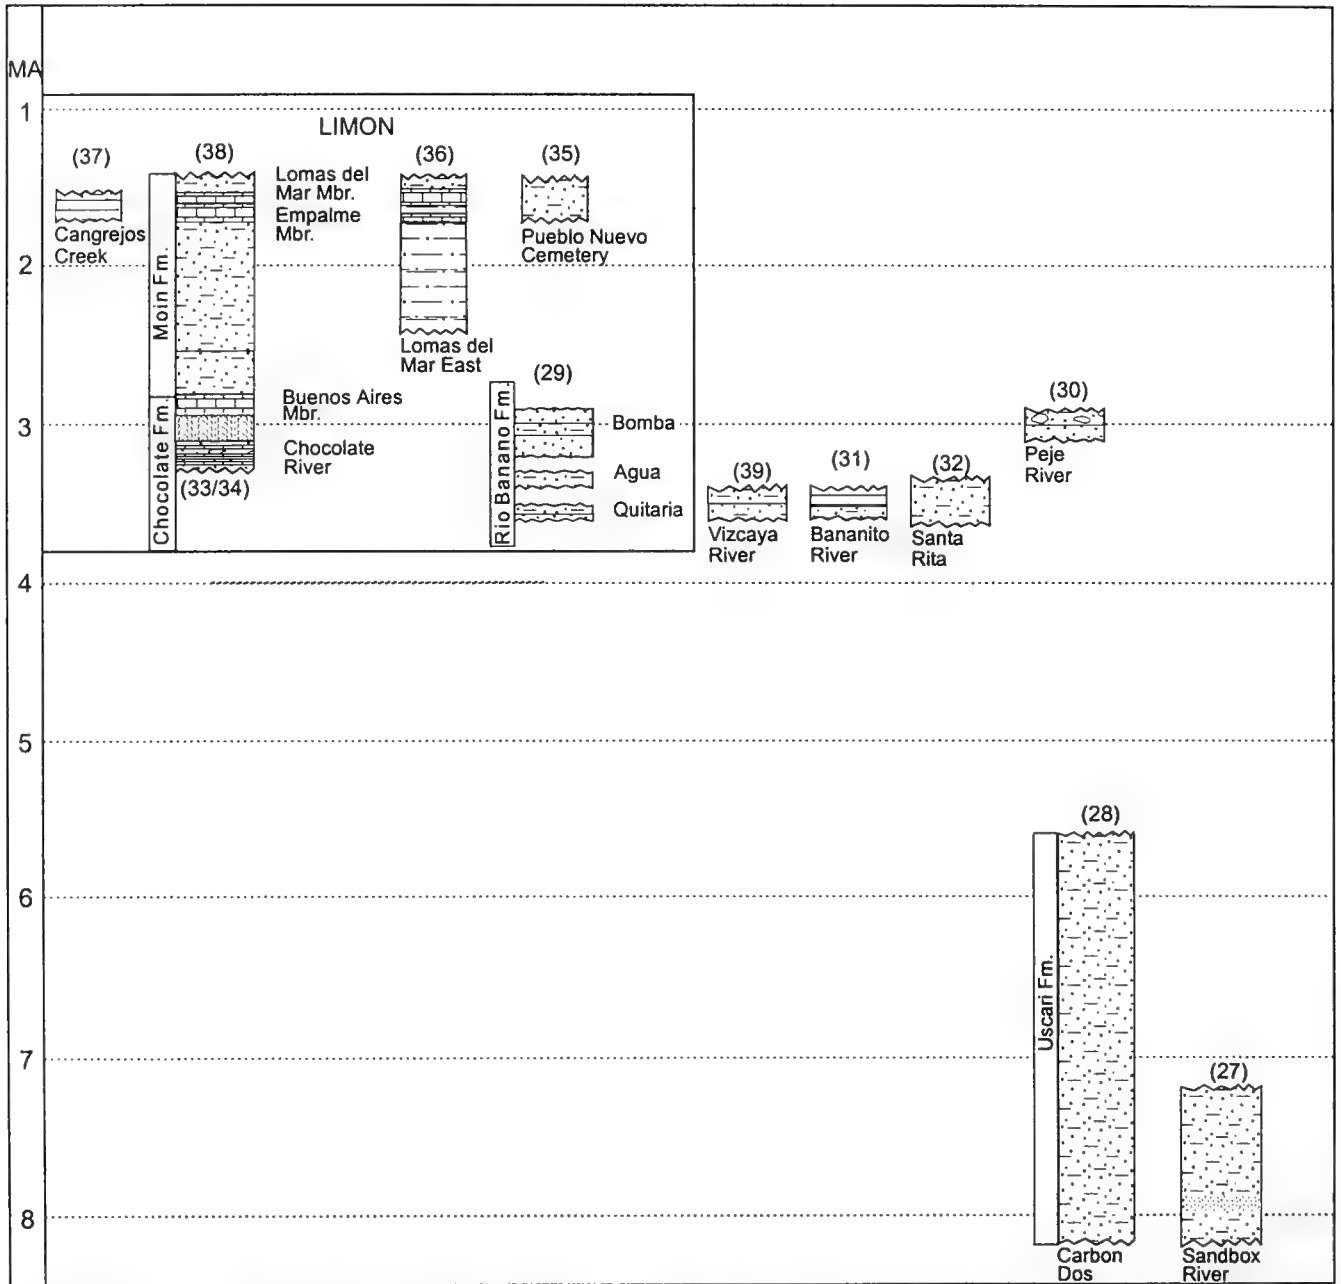 MA
1
2
3
4
5
6
7
8
LIMON
(37)
Cangrejos
Creek
(38)
Moin Fm.
Chocolate Fm.
Lomas del
Mar Mbr.
Empalme
Mbr.
Buenos Aires
Mbr.
Chocolate
River
(33/34)
(36)
Lomas del
Mar East
(35)
Pueblo Nuevo
Cemetery
(29)
Rio Banano Fm.
Bomba
Agua
Quitaria
(39)
Vizcaya
River
(31)
Bananito
River
(32)
Santa
Rita
(30)
Peje
River
(28)
Uscari Fm.
Carbon
Dos
(27)
Sandbox
River